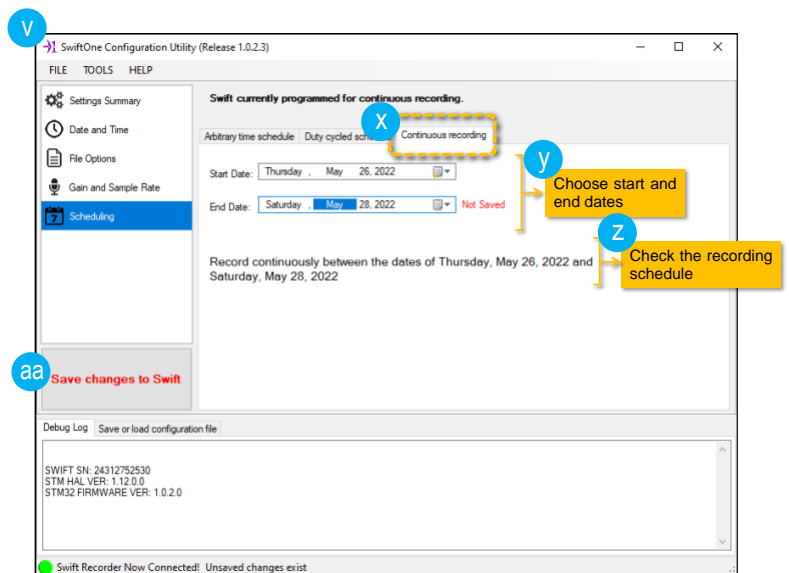 V
SwiftOne Configuration Utility (Release 1.0.2.3)
FILE TOOLS HELP
Settings Summary
Date and Time
File Options
Gain and Sample Rate
7 Scheduling
Swift currently programmed for continuous recording.
X
Arbitrary time schedule Duty cycled sch Continuous recording
Start Date: Thursday , May 26, 2022
End Date: Saturday , May 28, 2022 Not Saved
y
Choose start and
end dates
Record continuously between the dates of Thursday, May 26, 2022 and
Saturday, May 28, 2022
z
Check the recording
schedule
aa
Save changes to Swift
Debug Log Save or load configuration file
SWIFT SN: 24312752530
STM HAL VER: 1.12.0.0
STM32 FIRMWARE VER: 1.0.2.0
Swift Recorder Now Connected! Unsaved changes exist